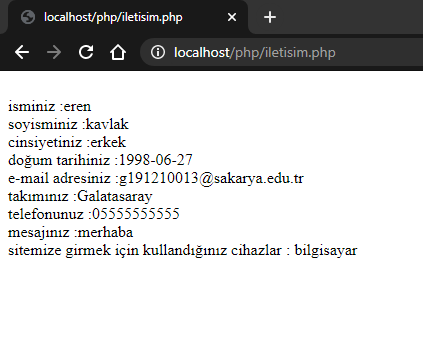 localhost/php/iletisim.php
localhost/php/iletisim.php
isminiz :eren
soyisminiz :kavlak
cinsiyetiniz :erkek
doğum tarihiniz :1998-06-27
e-mail adresiniz :g191210013@sakarya.edu.tr
takımınız :Galatasaray
telefonunuz :05555555555
mesajınız :merhaba
sitemize girmek için kullandığınız cihazlar : bilgisayar